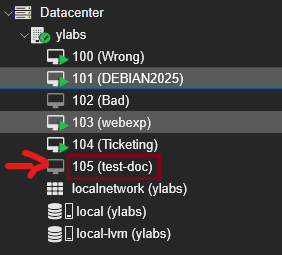 Datacenter
ylabs
100 (Wrong)
101 (DEBIAN2025)
102 (Bad)
103 (webexp)
104 (Ticketing)
105 (test-doc)
localnetwork (ylabs)
local (ylabs)
local-lvm (ylabs)